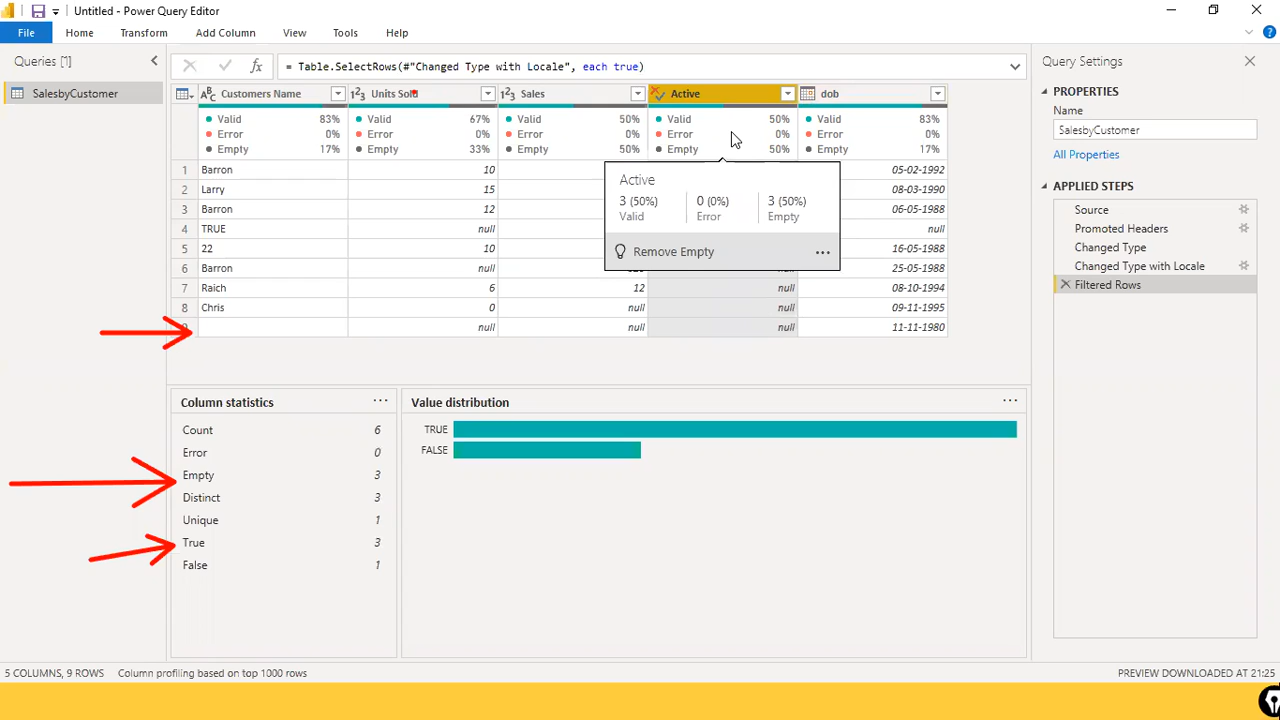 Untitled - Power Query Editor
File Home Transform Add Column View Tools Help
Queries [1]
SalesbyCustomer
= Table.SelectRows(#"Changed Type with Locale", each true)
Customers Name Units Sold Sales Active dob
Valid 83% Valid 67% Valid 50% Valid 50% Valid 83%
Error 0% Error 0% Error 0% Error 0% Error 0%
Empty 17% Empty 33% Empty 50% Empty 50% Empty 17%
1 Barron 10 05-02-1992
2 Larry 15 08-03-1990
3 Barron 12 06-05-1988
4 TRUE null null
5 22 10 16-05-1988
6 Barron null 25-05-1988
7 Raich 6 12 null 08-10-1994
8 Chris 0 null null 09-11-1995
null null null 11-11-1980
Active
3 (50%) 0 (0%) 3 (50%)
Valid Error Empty
Remove Empty
Column statistics
Count 6
Error 0
Empty 3
Distinct 3
Unique 1
True 3
False 1
Value distribution
TRUE
FALSE
Query Settings
PROPERTIES
Name
SalesbyCustomer
All Properties
APPLIED STEPS
Source
Promoted Headers
Changed Type
Changed Type with Locale
Filtered Rows
5 COLUMNS, 9 ROWS Column profiling based on top 1000 rows
PREVIEW DOWNLOADED AT 21:25